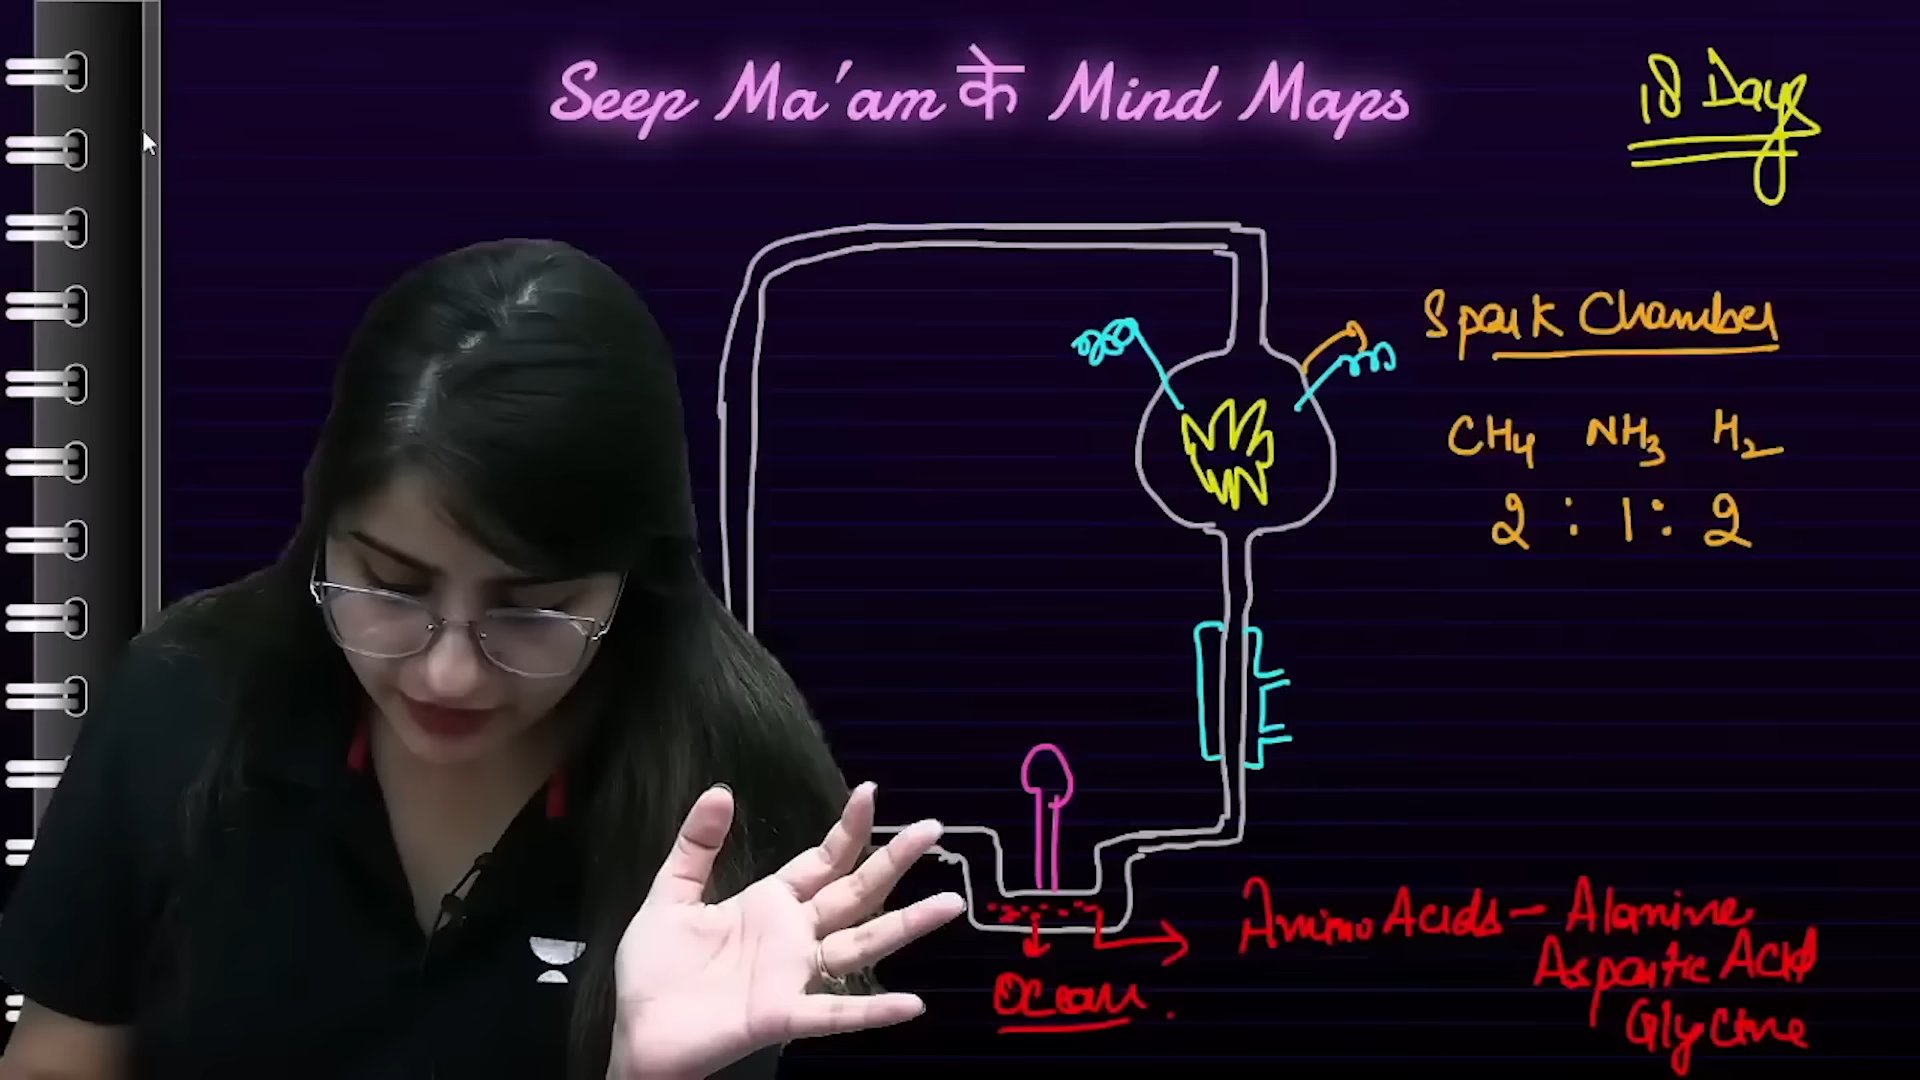 Seep Ma'am के Mind Maps
18 Days
Spark Chamber
CH4 NH3 H2
2 : 1 : 2
Amino Acids - Alanine
Aspartic Acid
Glycine
Ocean.